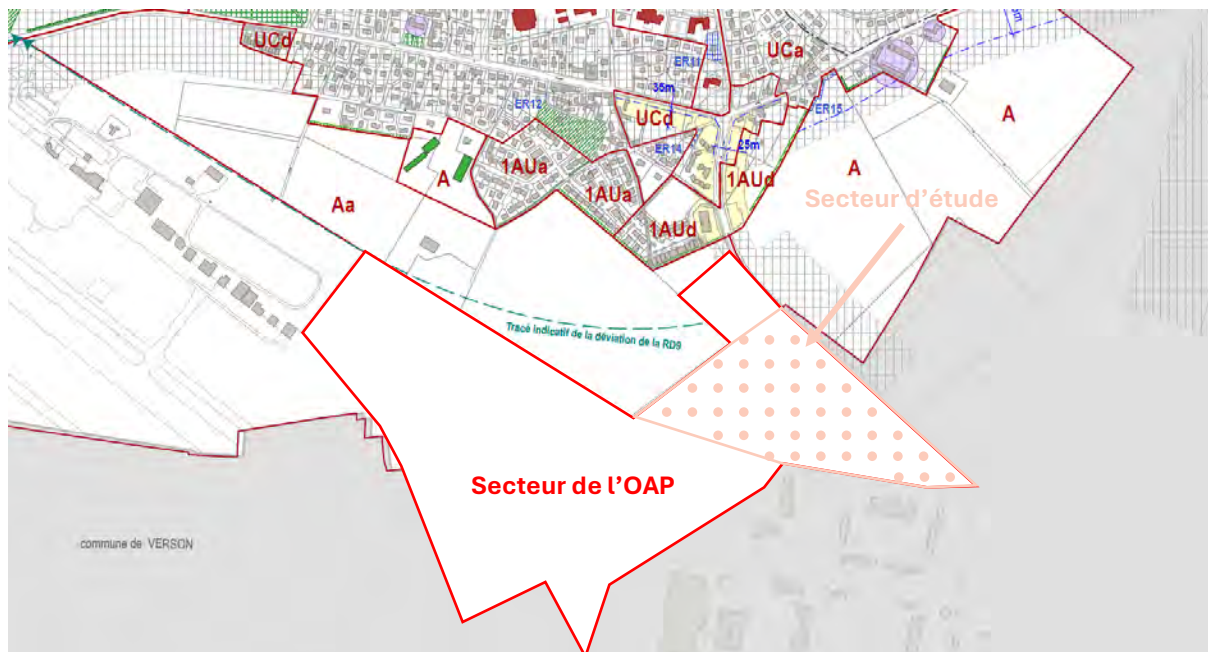 UCd
UCa
ER11
35m
ER12
ER15
UCd
A
ER14
25m
1AUa
A
1AUd
A
1AUa
Secteur d'étude
Aa
1AUd
Tracé indicatif de la déviation de la RD9
Secteur de l'OAP
commune de VERSON